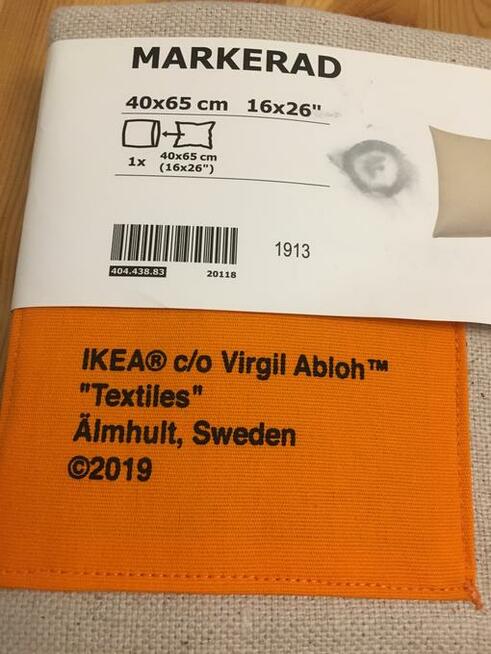 MARKERAD
40x65 cm 16x26"
1x 40x65 cm
(16x26")
1913
404.438.83 20118
IKEA® c/o Virgil Abloh™
"Textiles"
Älmhult, Sweden
©2019